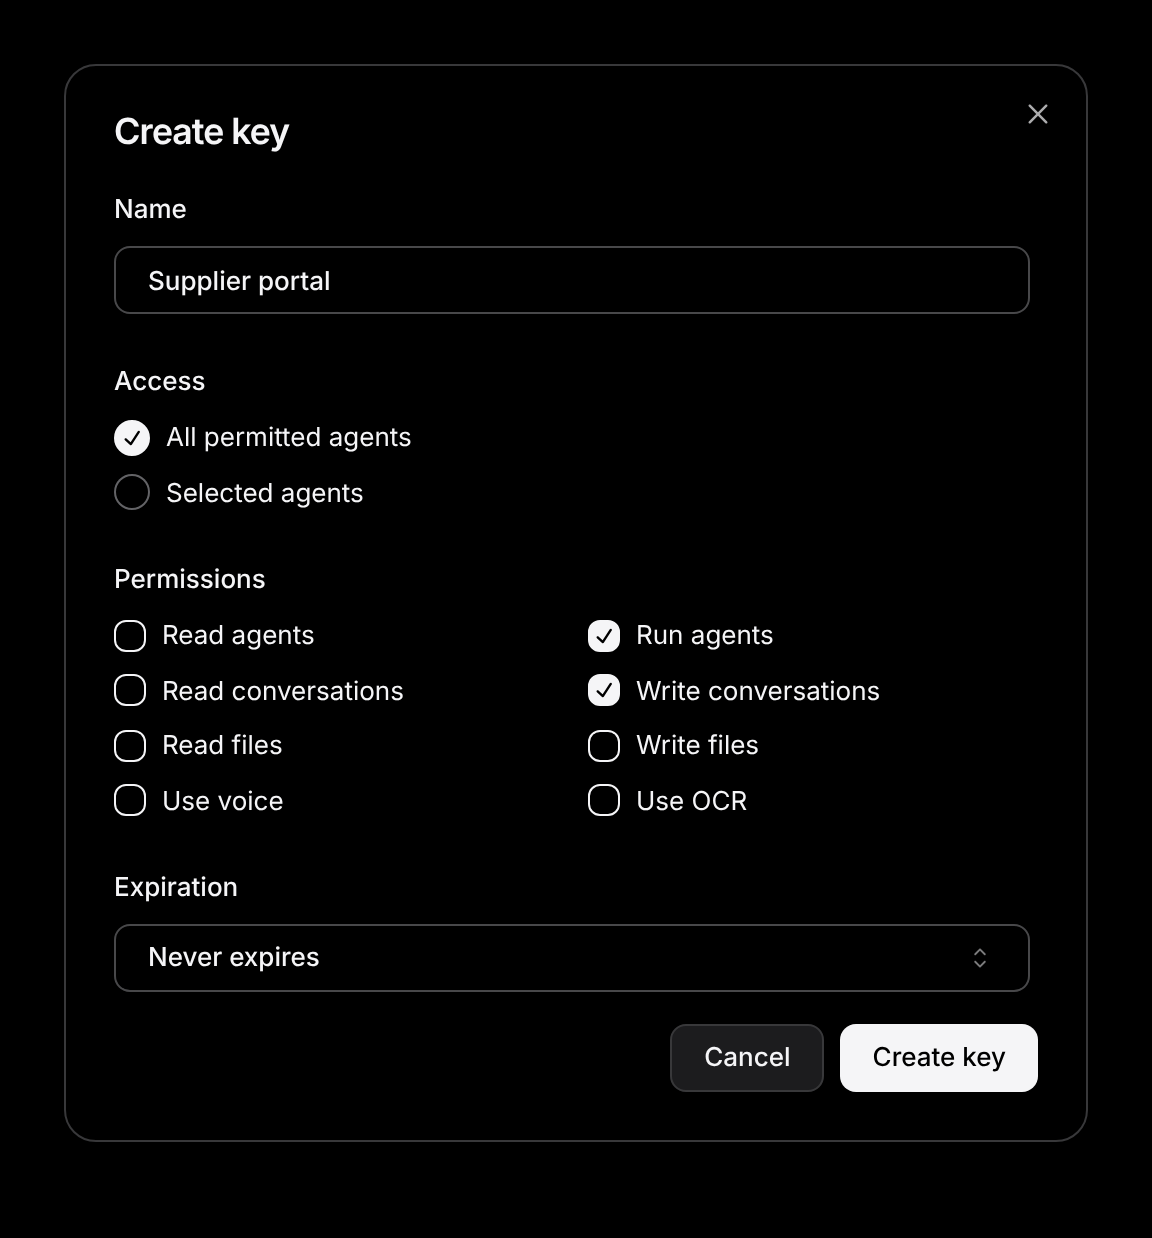 Create key
Name
Supplier portal
Access
All permitted agents
Selected agents
Permissions
Read agents
Run agents
Read conversations
Write conversations
Read files
Write files
Use voice
Use OCR
Expiration
Never expires
Cancel
Create key